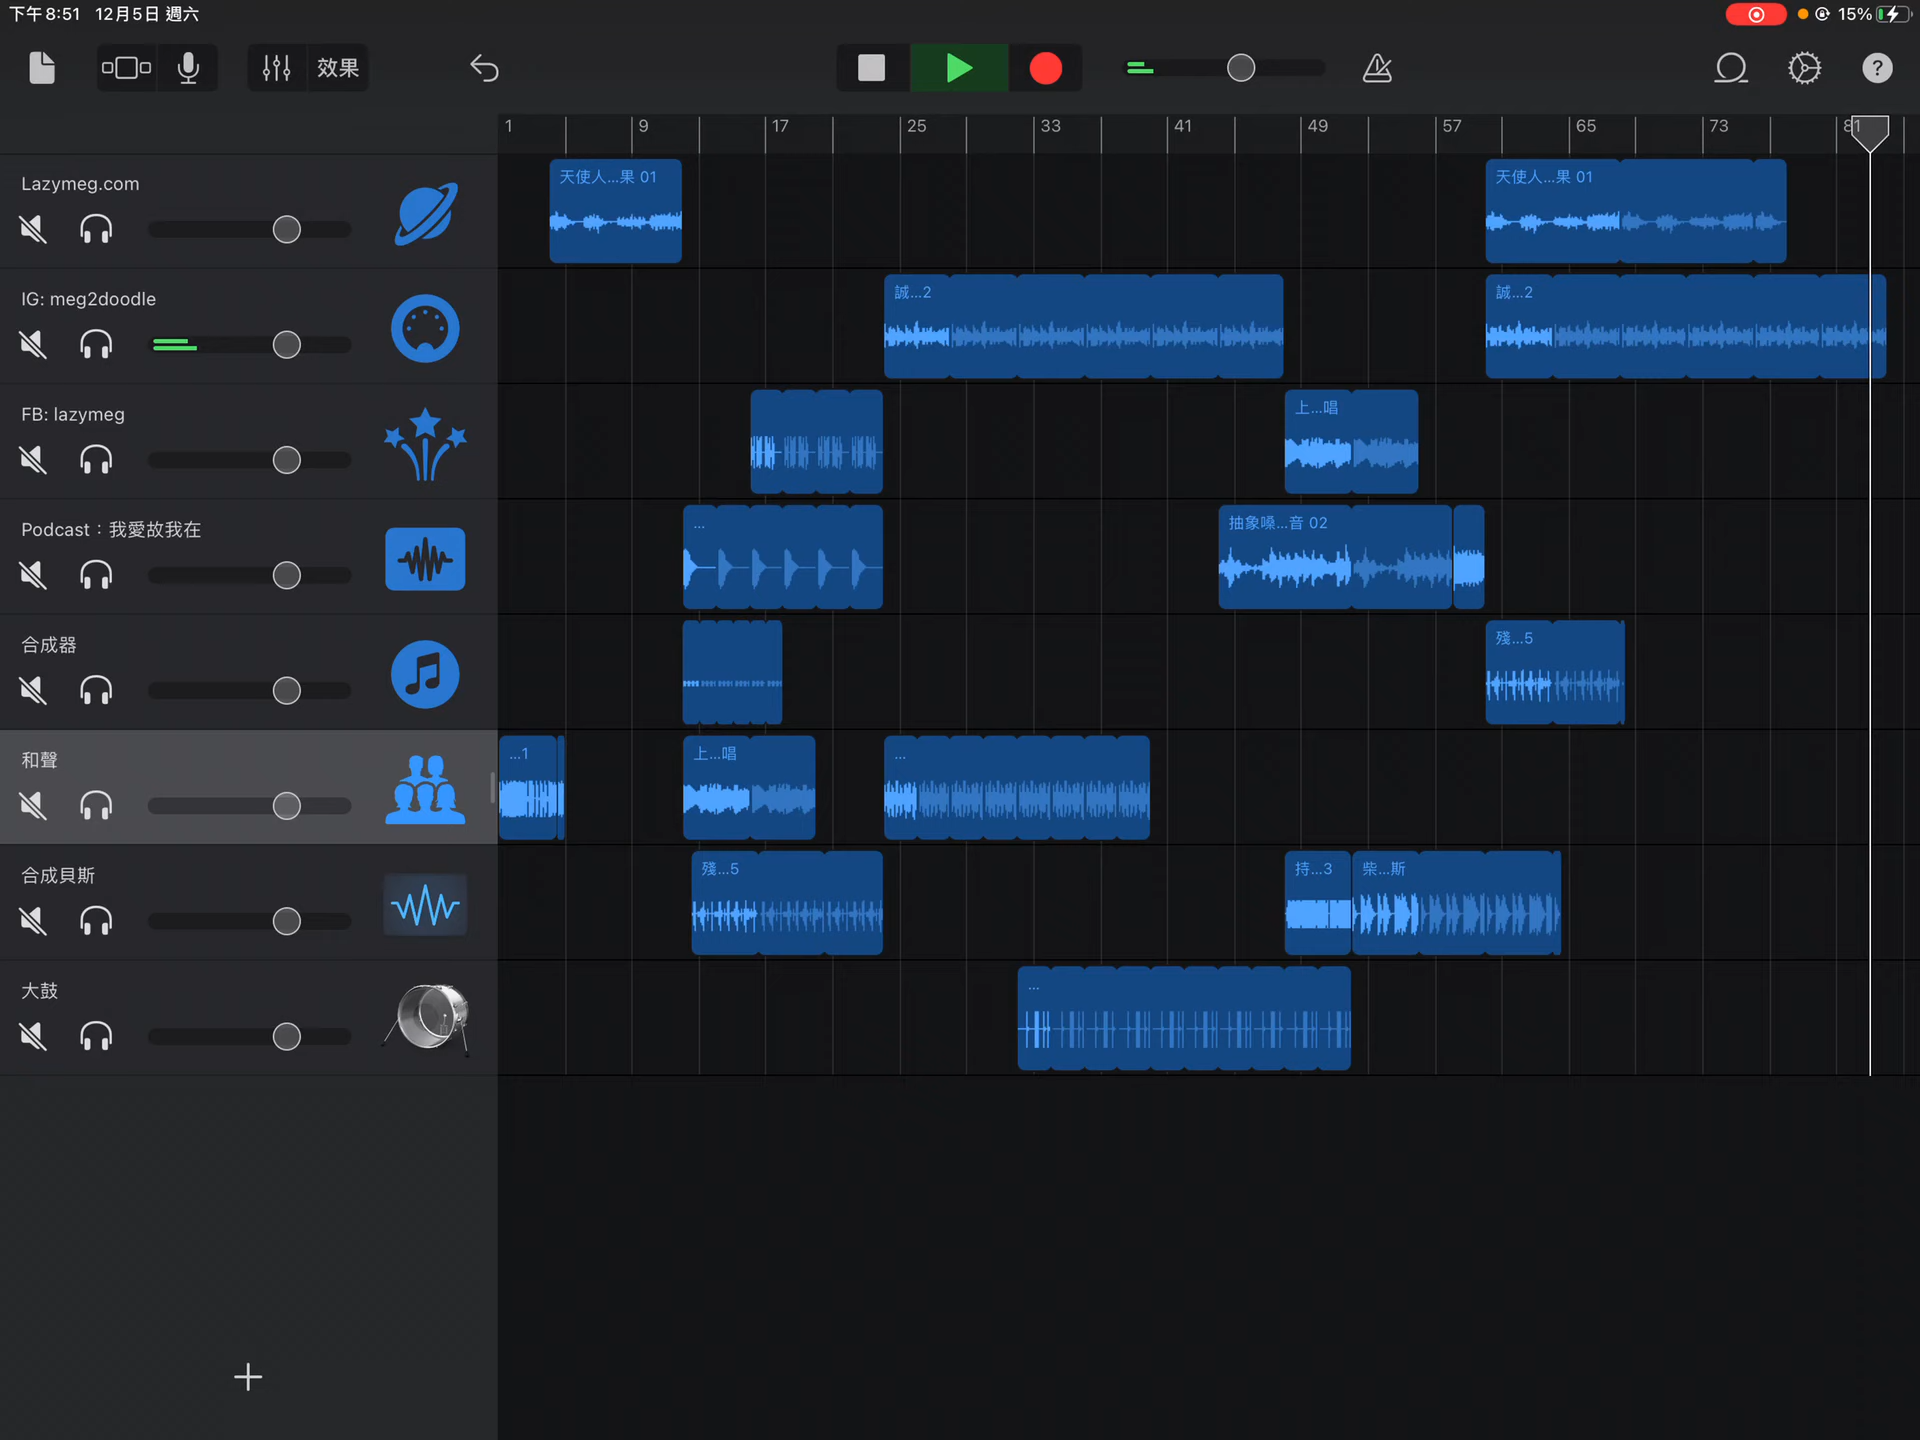 下午8:51 12月5日 週六
15%
效果
?
1 9 17 25 33 41 49 57 65 73 81
Lazymeg.com
天使人...果 01
天使人...果 01
IG: meg2doodle
誠...2
誠...2
FB: lazymeg
上...唱
Podcast：我愛故我在
...
抽象嗓...音 02
合成器
殘...5
和聲
...1
上...唱
...
合成貝斯
殘...5
持...3
柴...斯
大鼓
...